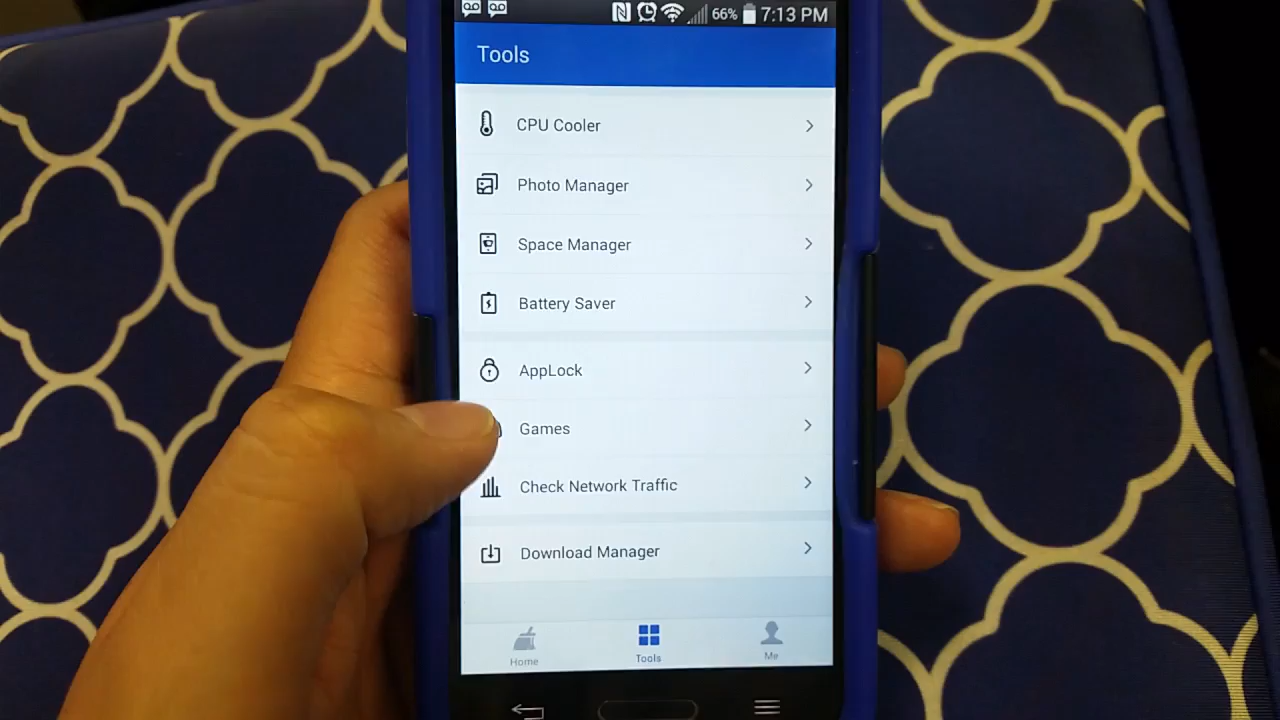 66% 7:13 PM
Tools
CPU Cooler
Photo Manager
Space Manager
Battery Saver
AppLock
Games
Check Network Traffic
Download Manager
Home Tools Me